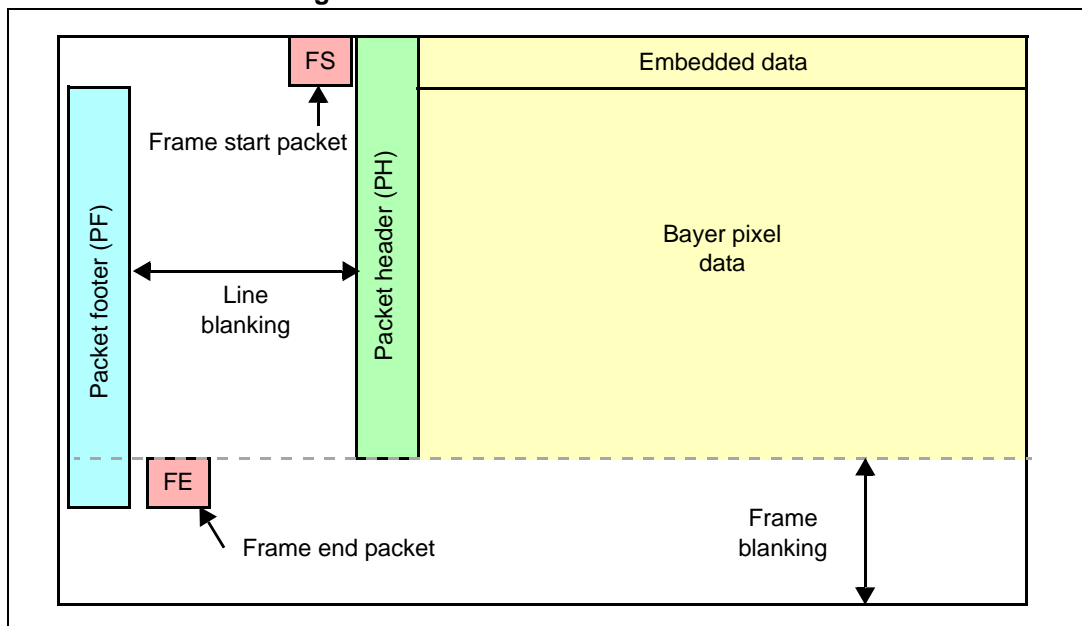 FS
Embedded data
Frame start packet
Packet footer (PF)
Packet header (PH)
Bayer pixel
data
Line
blanking
FE
Frame end packet
Frame
blanking